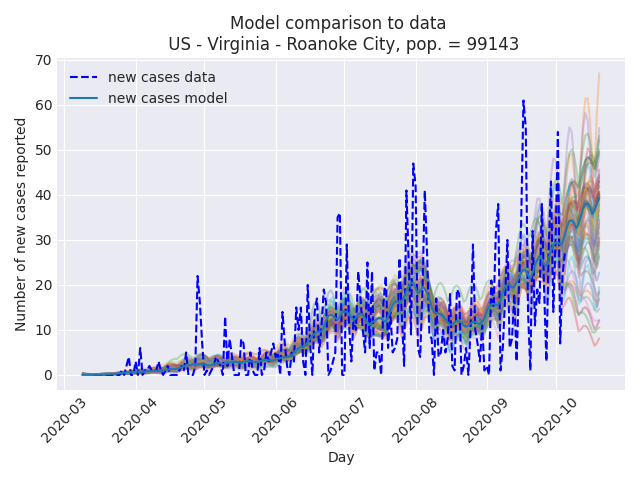 Model comparison to data
US - Virginia - Roanoke City, pop. = 99143
new cases data
new cases model
Number of new cases reported
70
60
50
40
30
20
10
0
2020-03
2020-04
2020-05
2020-06
2020-07
2020-08
2020-09
2020-10
Day